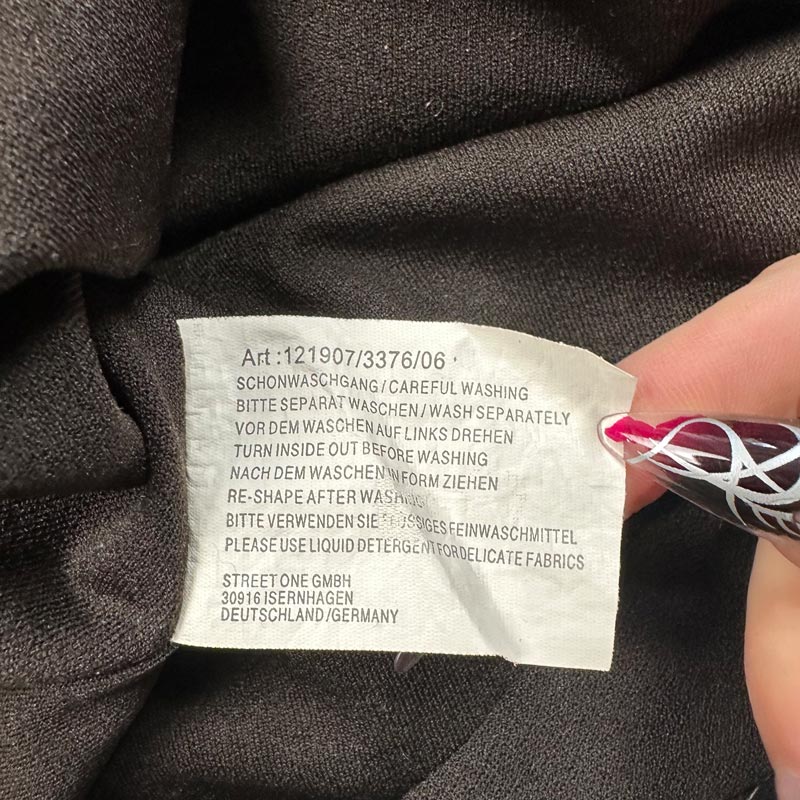 Art :121907/3376/06
SCHONWASCHGANG / CAREFUL WASHING
BITTE SEPARAT WASCHEN / WASH SEPARATELY
VOR DEM WASCHEN AUF LINKS DREHEN
TURN INSIDE OUT BEFORE WASHING
NACH DEM WASCHEN IN FORM ZIEHEN
RE-SHAPE AFTER WASHING
BITTE VERWENDEN SIE FEINWASCHMITTEL
PLEASE USE LIQUID DETERGENT FOR DELICATE FABRICS
STREET ONE GMBH
30916 ISERNHAGEN
DEUTSCHLAND/GERMANY